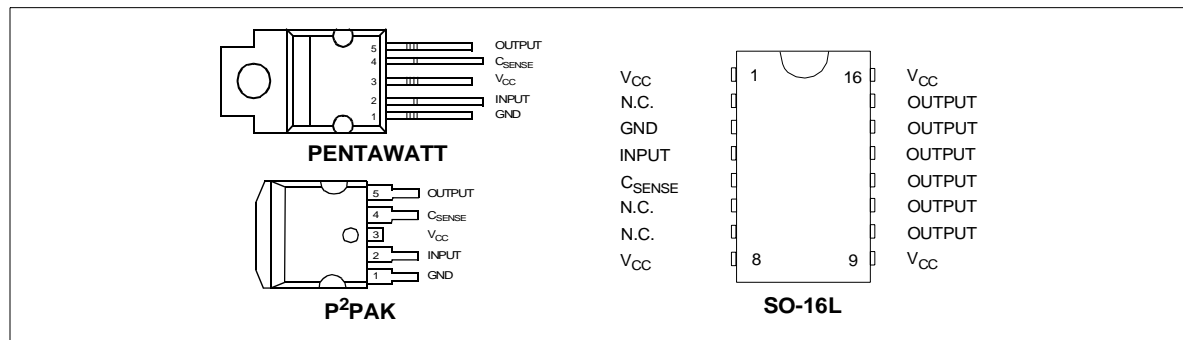 5 OUTPUT
4 CSENSE
3 VCC
2 INPUT
1 GND
PENTAWATT
5 OUTPUT
4 CSENSE
3 VCC
2 INPUT
1 GND
P²PAK
VCC 1 16 VCC
N.C. OUTPUT
GND OUTPUT
INPUT OUTPUT
CSENSE OUTPUT
N.C. OUTPUT
N.C. OUTPUT
VCC 8 9 VCC
SO-16L